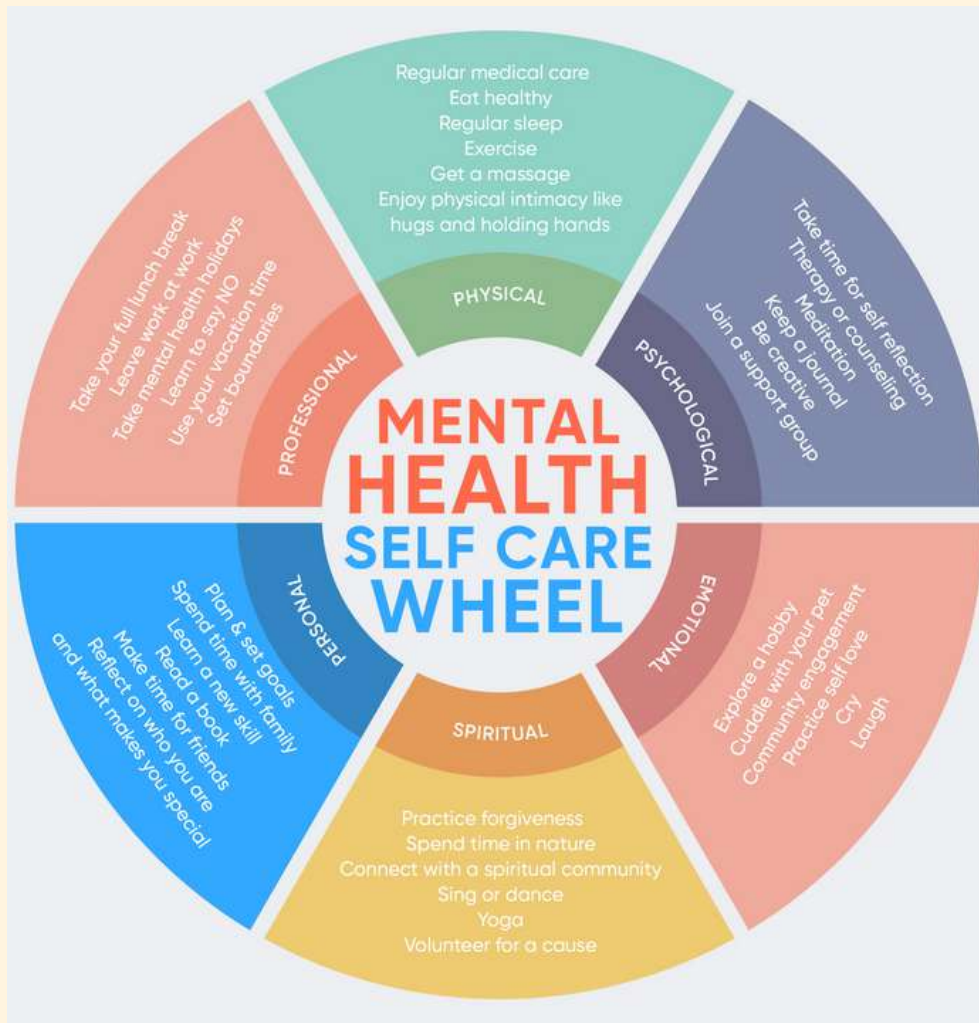 MENTAL
HEALTH
SELF CARE
WHEEL
PHYSICAL
Regular medical care
Eat healthy
Regular sleep
Exercise
Get a massage
Enjoy physical intimacy like
hugs and holding hands
PSYCHOLOGICAL
Take time for self reflection
Therapy or counseling
Meditation
Keep a journal
Be creative
Join a support group
EMOTIONAL
Explore a hobby
Cuddle with your pet
Community engagement
Practice self love
Cry
Laugh
SPIRITUAL
Practice forgiveness
Spend time in nature
Connect with a spiritual community
Sing or dance
Yoga
Volunteer for a cause
PERSONAL
Plan & set goals
Spend time with family
Learn a new skill
Read a book
Make time for friends
Reflect on who you are
and what makes you special
PROFESSIONAL
Take your full lunch break
Leave work at work
Take mental health holidays
Learn to say NO
Use your vacation time
Set boundaries